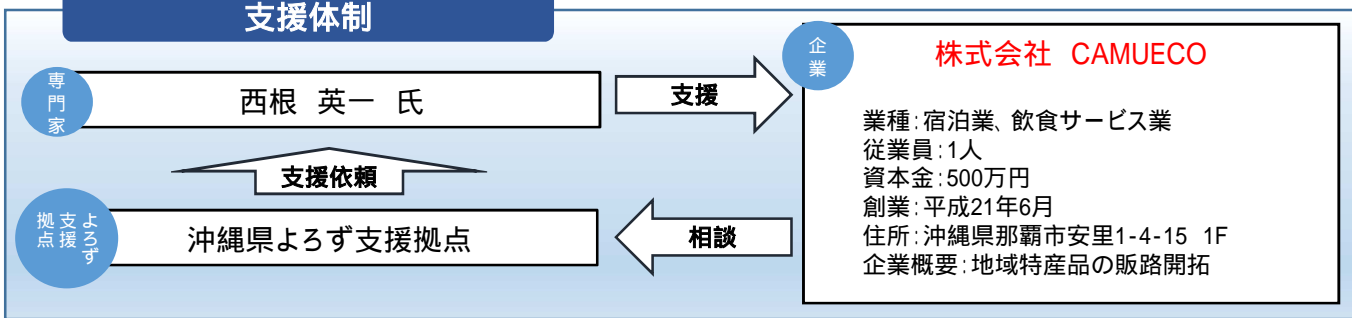 支援体制
専門家
西根 英一 氏
支援
支援依頼
よろず支援拠点
沖縄県よろず支援拠点
相談
企業
株式会社 CAMUECO
業種:宿泊業、飲食サービス業
従業員:1人
資本金:500万円
創業:平成21年6月
住所:沖縄県那覇市安里1-4-15 1F
企業概要:地域特産品の販路開拓